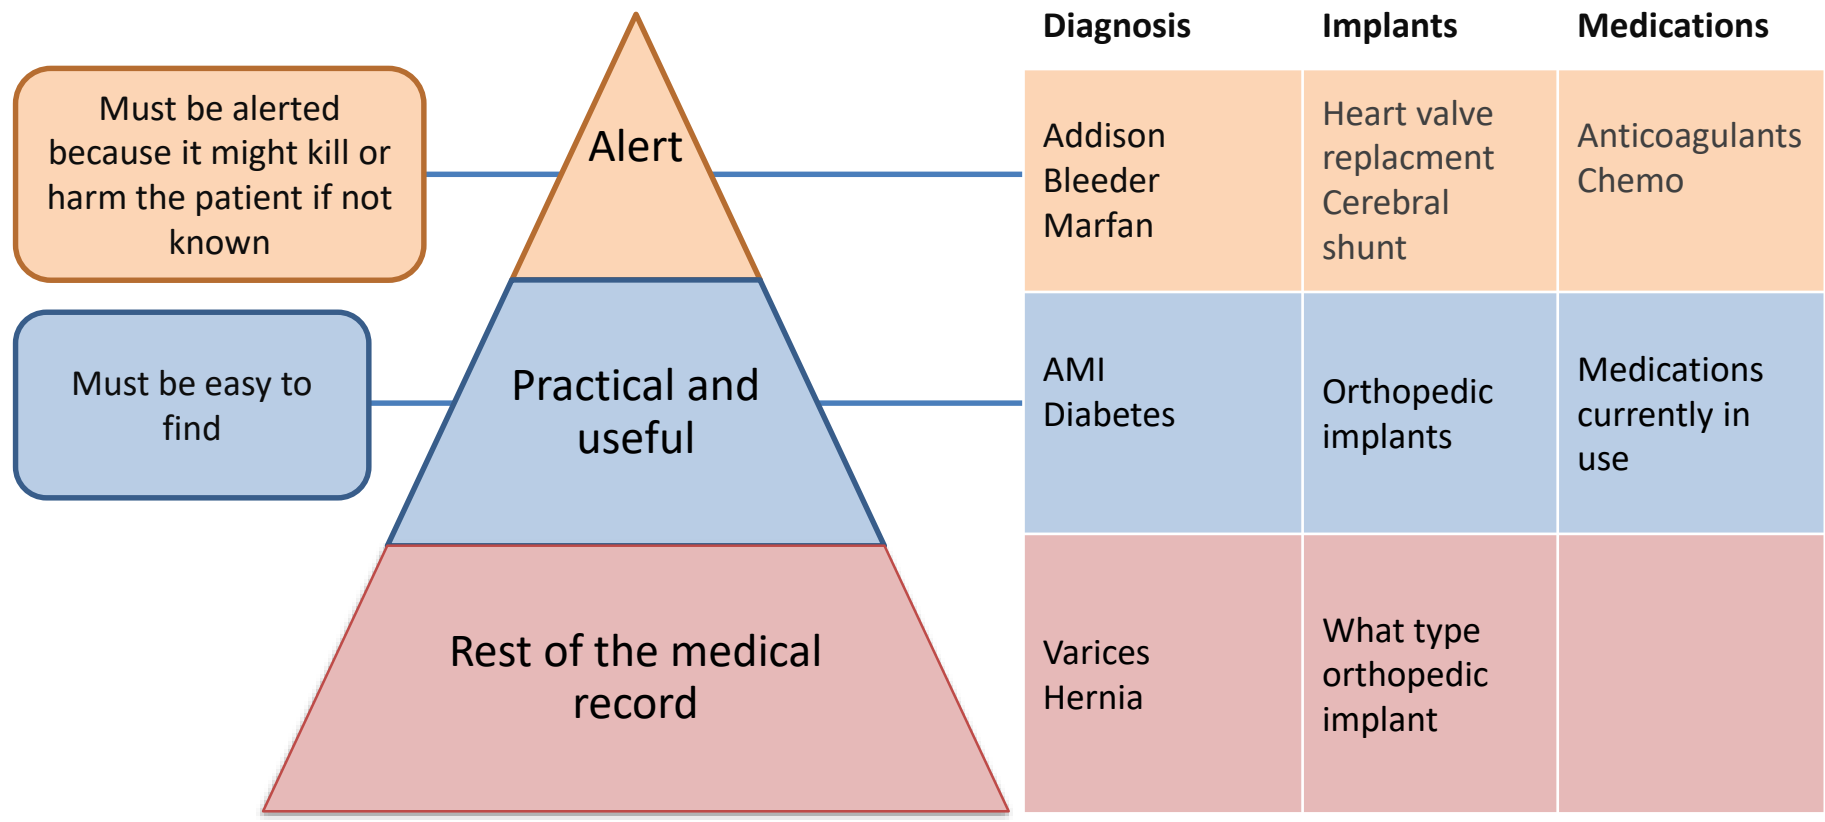 Diagnosis
Implants
Medications
Must be alerted
because it might kill or
harm the patient if not
known
Alert
Addison
Bleeder
Marfan
Heart valve
replacment
Cerebral
shunt
Anticoagulants
Chemo
Must be easy to
find
Practical and
useful
AMI
Diabetes
Orthopedic
implants
Medications
currently in
use
Rest of the medical
record
Varices
Hernia
What type
orthopedic
implant